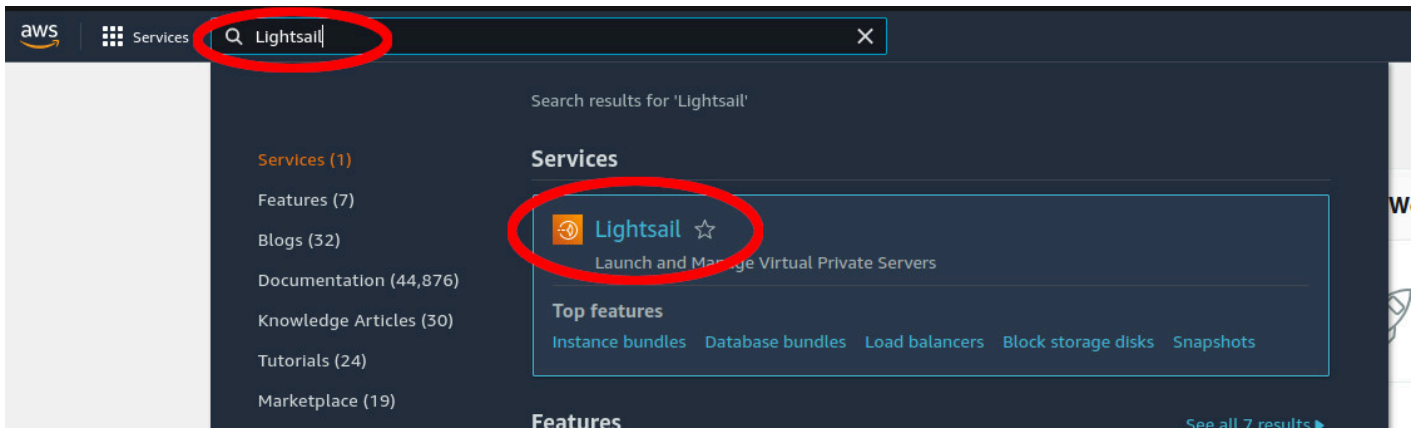 aws
Services
Lightsail
Search results for 'Lightsail'
Services (1)
Features (7)
Blogs (32)
Documentation (44,876)
Knowledge Articles (30)
Tutorials (24)
Marketplace (19)
Services
Lightsail
Launch and Manage Virtual Private Servers
Top features
Instance bundles Database bundles Load balancers Block storage disks Snapshots
Features
See all 7 results